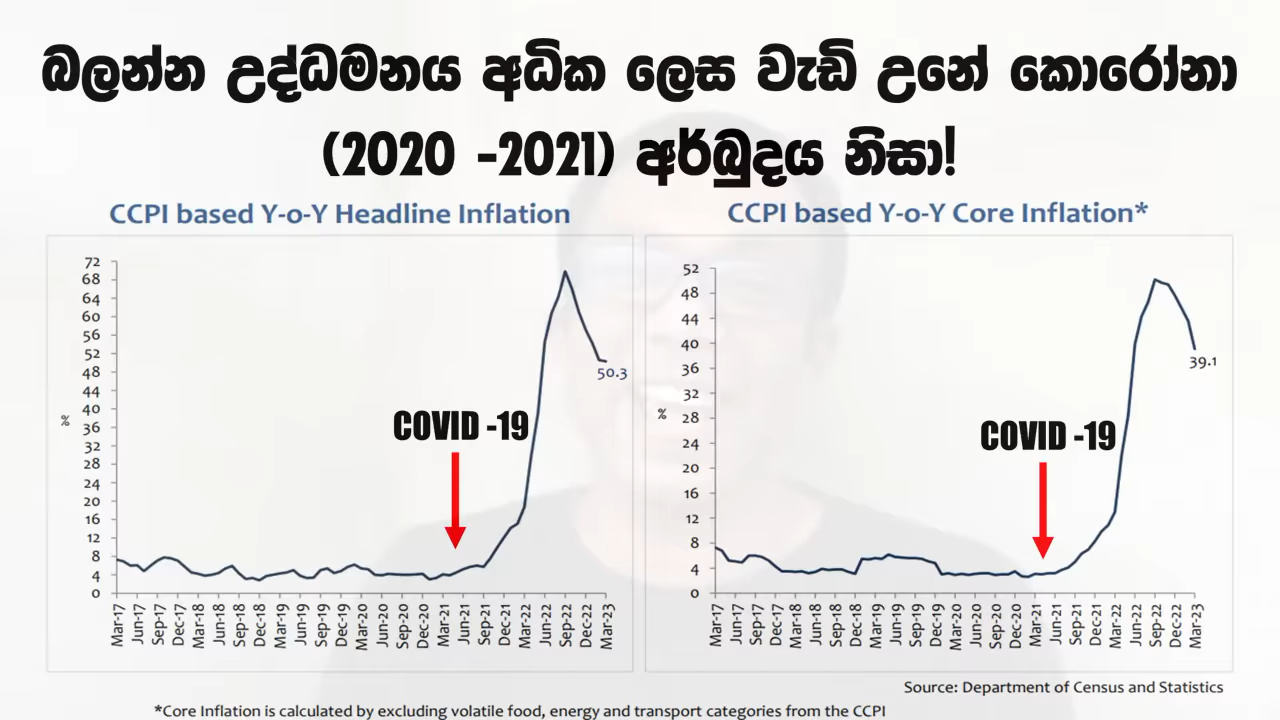 බලන්න උද්ධමනය අධික ලෙස වැඩි උනේ කොරෝනා
(2020 -2021) අර්බුදය නිසා!
CCPI based Y-o-Y Headline Inflation
72
68
64
60
56
52
48
44
40
36
32
28
24
20
16
12
8
4
0
%
COVID -19
50.3
Mar-17
Jun-17
Sep-17
Dec-17
Mar-18
Jun-18
Sep-18
Dec-18
Mar-19
Jun-19
Sep-19
Dec-19
Mar-20
Jun-20
Sep-20
Dec-20
Mar-21
Jun-21
Sep-21
Dec-21
Mar-22
Jun-22
Sep-22
Dec-22
Mar-23
CCPI based Y-o-Y Core Inflation*
52
48
44
40
36
32
28
24
20
16
12
8
4
0
%
COVID -19
39.1
Mar-17
Jun-17
Sep-17
Dec-17
Mar-18
Jun-18
Sep-18
Dec-18
Mar-19
Jun-19
Sep-19
Dec-19
Mar-20
Jun-20
Sep-20
Dec-20
Mar-21
Jun-21
Sep-21
Dec-21
Mar-22
Jun-22
Sep-22
Dec-22
Mar-23
Source: Department of Census and Statistics
*Core Inflation is calculated by excluding volatile food, energy and transport categories from the CCPI